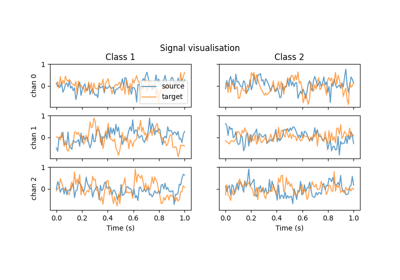 Signal visualisation
Class 1
Class 2
chan 0
1
0
source
target
chan 1
1
0
chan 2
1
0
0.0 0.2 0.4 0.6 0.8 1.0
0.0 0.2 0.4 0.6 0.8 1.0
Time (s)
Time (s)